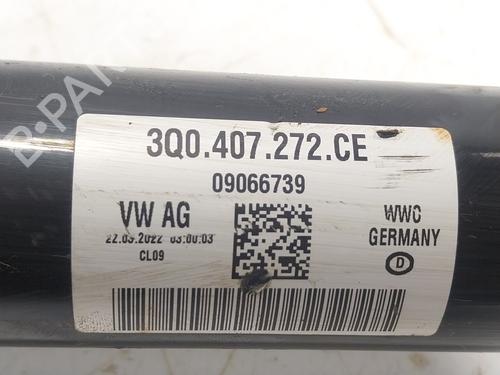 3Q0.407.272.CE
09066739
VW AG
22.03.2022 03:00:03
CL09
WWC
GERMANY
D
B-PARTS